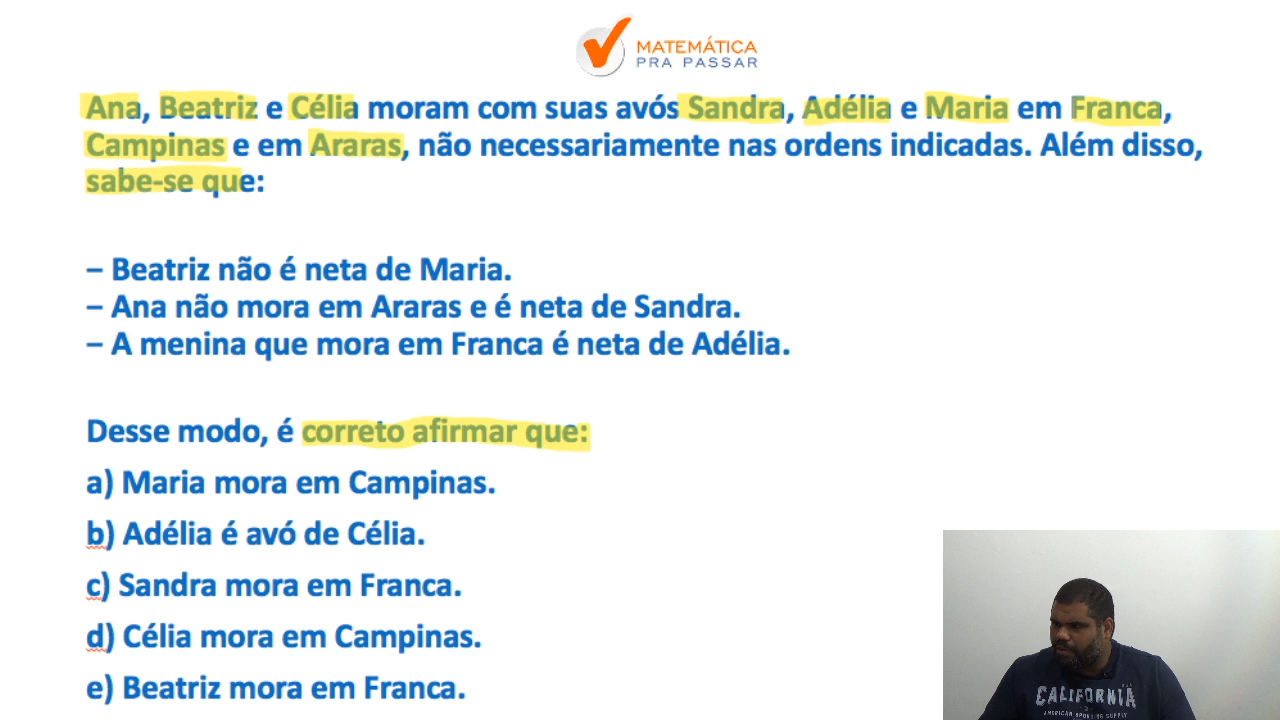 MATEMÁTICA
PRA PASSAR
Ana, Beatriz e Célia moram com suas avós Sandra, Adélia e Maria em Franca,
Campinas e em Araras, não necessariamente nas ordens indicadas. Além disso,
sabe-se que:
– Beatriz não é neta de Maria.
– Ana não mora em Araras e é neta de Sandra.
– A menina que mora em Franca é neta de Adélia.
Desse modo, é correto afirmar que:
a) Maria mora em Campinas.
b) Adélia é avó de Célia.
c) Sandra mora em Franca.
d) Célia mora em Campinas.
e) Beatriz mora em Franca.
CALIFORNIA
AMERICAN SPORTING SUPPLY